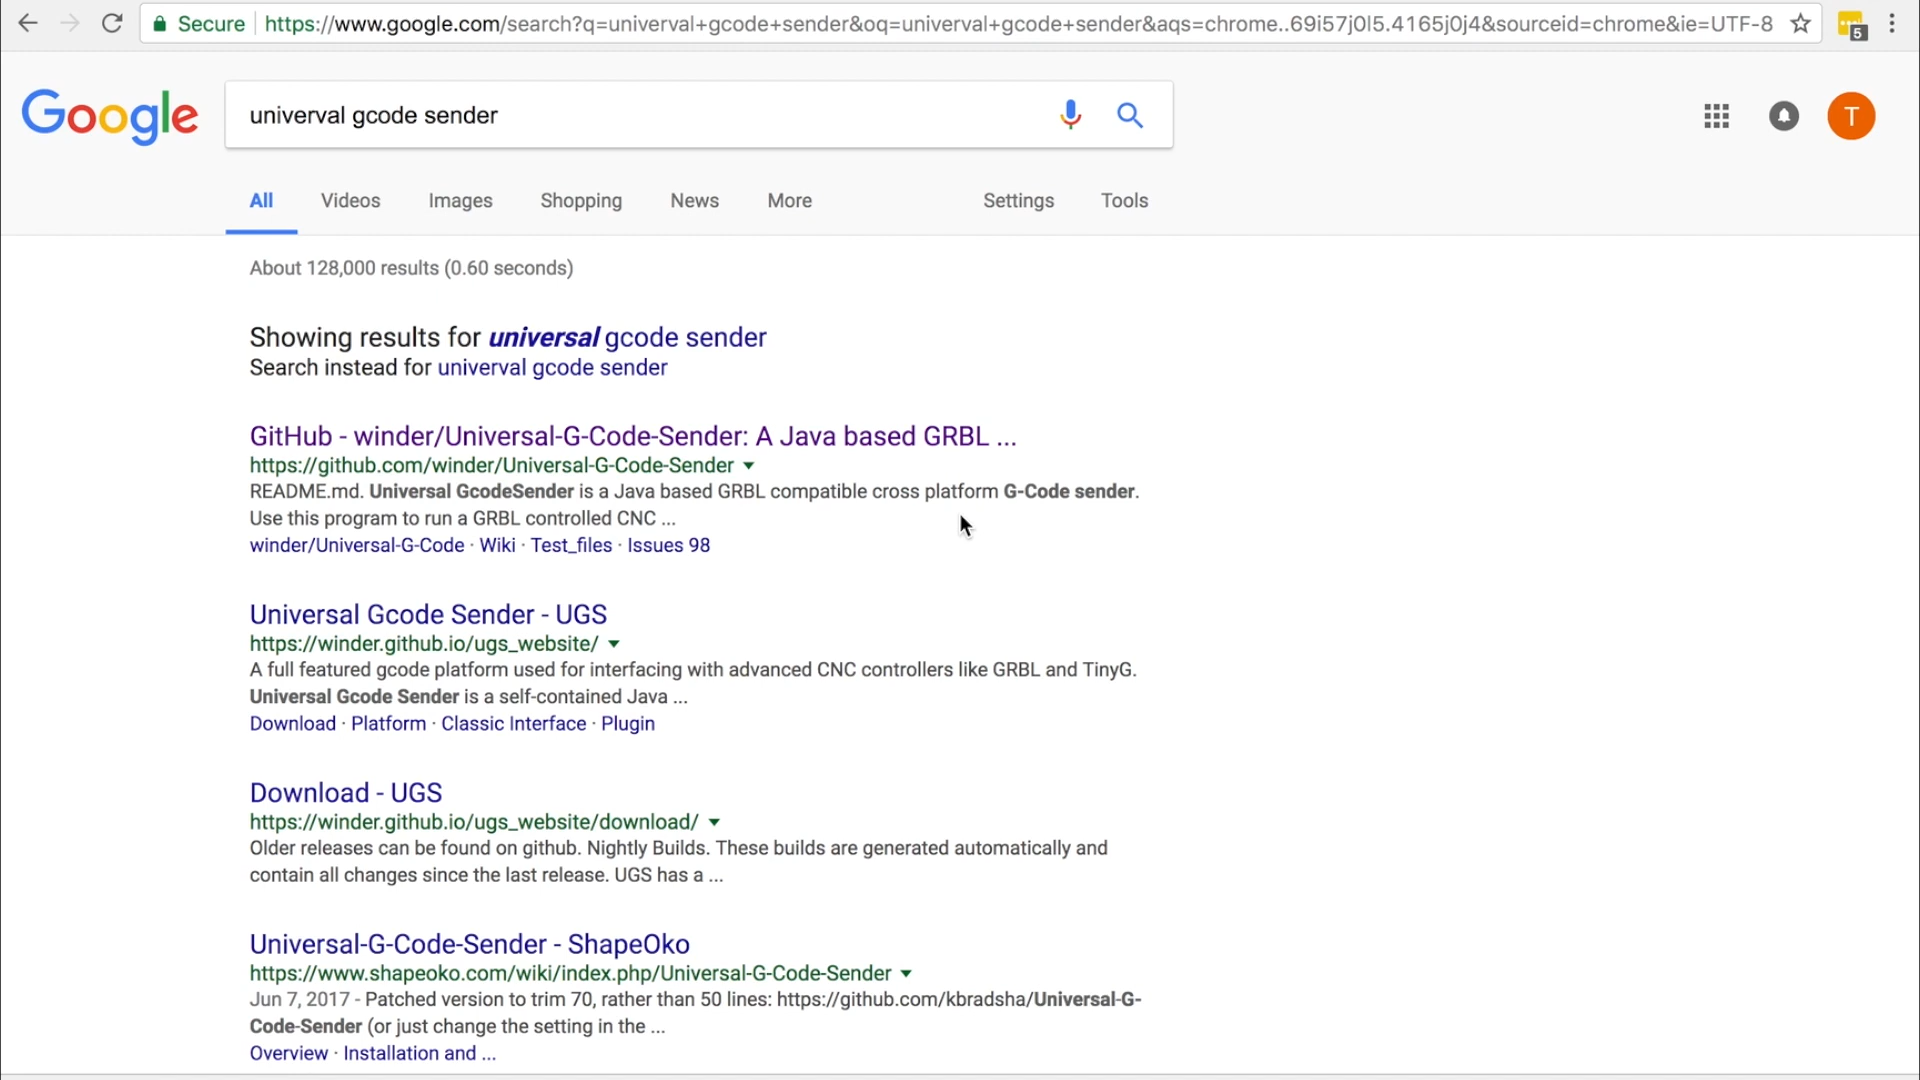 Secure https://www.google.com/search?q=univerval+gcode+sender&oq=univerval+gcode+sender&aqs=chrome..69i57j0l5.4165j0j4&sourceid=chrome&ie=UTF-8
5
Google
univerval gcode sender
T
All Videos Images Shopping News More Settings Tools
About 128,000 results (0.60 seconds)
Showing results for universal gcode sender
Search instead for univerval gcode sender
GitHub - winder/Universal-G-Code-Sender: A Java based GRBL ...
https://github.com/winder/Universal-G-Code-Sender
README.md. Universal GcodeSender is a Java based GRBL compatible cross platform G-Code sender.
Use this program to run a GRBL controlled CNC ...
winder/Universal-G-Code · Wiki · Test_files · Issues 98
Universal Gcode Sender - UGS
https://winder.github.io/ugs_website/
A full featured gcode platform used for interfacing with advanced CNC controllers like GRBL and TinyG.
Universal Gcode Sender is a self-contained Java ...
Download · Platform · Classic Interface · Plugin
Download - UGS
https://winder.github.io/ugs_website/download/
Older releases can be found on github. Nightly Builds. These builds are generated automatically and
contain all changes since the last release. UGS has a ...
Universal-G-Code-Sender - ShapeOko
https://www.shapeoko.com/wiki/index.php/Universal-G-Code-Sender
Jun 7, 2017 - Patched version to trim 70, rather than 50 lines: https://github.com/kbradsha/Universal-G-
Code-Sender (or just change the setting in the ...
Overview · Installation and ...